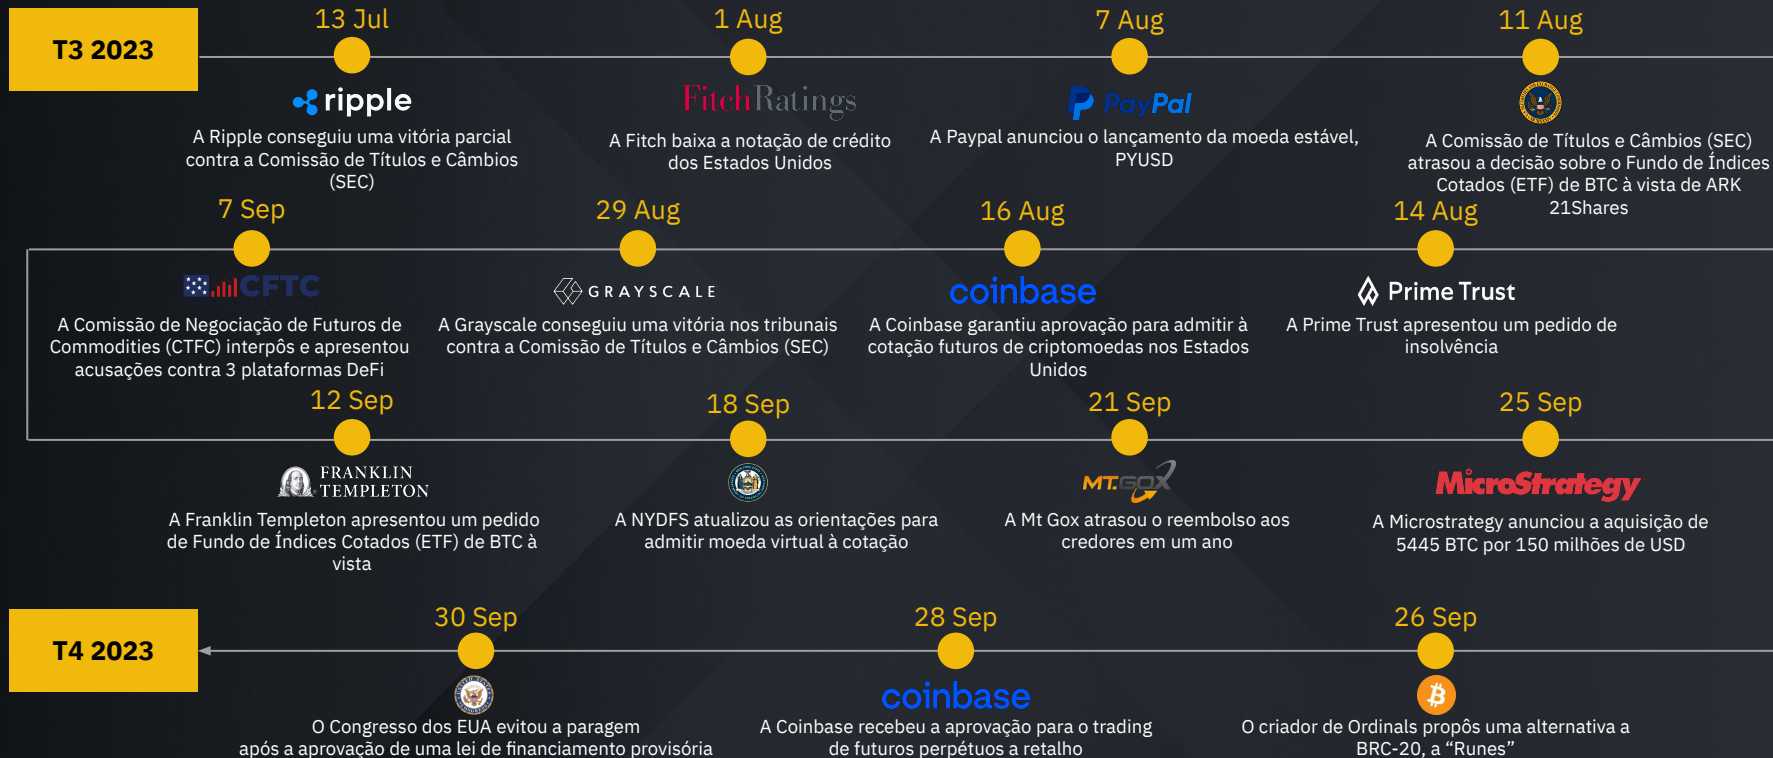 T3 2023
13 Jul
ripple
A Ripple conseguiu uma vitória parcial
contra a Comissão de Títulos e Câmbios
(SEC)
1 Aug
FitchRatings
A Fitch baixa a notação de crédito
dos Estados Unidos
7 Aug
PayPal
A Paypal anunciou o lançamento da moeda estável,
PYUSD
11 Aug
A Comissão de Títulos e Câmbios (SEC)
atrasou a decisão sobre o Fundo de Índices
Cotados (ETF) de BTC à vista de ARK
21Shares
14 Aug
Prime Trust
A Prime Trust apresentou um pedido de
insolvência
16 Aug
coinbase
A Coinbase garantiu aprovação para admitir à
cotação futuros de criptomoedas nos Estados
Unidos
29 Aug
GRAYSCALE
A Grayscale conseguiu uma vitória nos tribunais
contra a Comissão de Títulos e Câmbios (SEC)
7 Sep
CFTC
A Comissão de Negociação de Futuros de
Commodities (CTFC) interpôs e apresentou
acusações contra 3 plataformas DeFi
12 Sep
FRANKLIN
TEMPLETON
A Franklin Templeton apresentou um pedido
de Fundo de Índices Cotados (ETF) de BTC à
vista
18 Sep
A NYDFS atualizou as orientações para
admitir moeda virtual à cotação
21 Sep
MT.GOX
A Mt Gox atrasou o reembolso aos
credores em um ano
25 Sep
MicroStrategy
A Microstrategy anunciou a aquisição de
5445 BTC por 150 milhões de USD
26 Sep
O criador de Ordinals propôs uma alternativa a
BRC-20, a “Runes”
28 Sep
coinbase
A Coinbase recebeu a aprovação para o trading
de futuros perpétuos a retalho
30 Sep
O Congresso dos EUA evitou a paragem
após a aprovação de uma lei de financiamento provisória
T4 2023